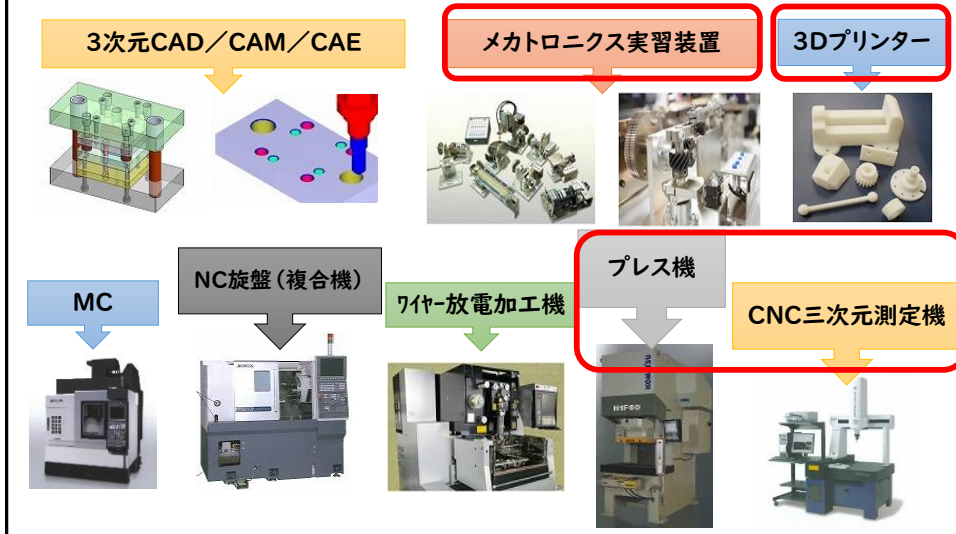 3次元CAD／CAM／CAE
メカトロニクス実習装置
3Dプリンター
MC
NC旋盤(複合機)
ワイヤー放電加工機
プレス機
CNC三次元測定機
H1F60